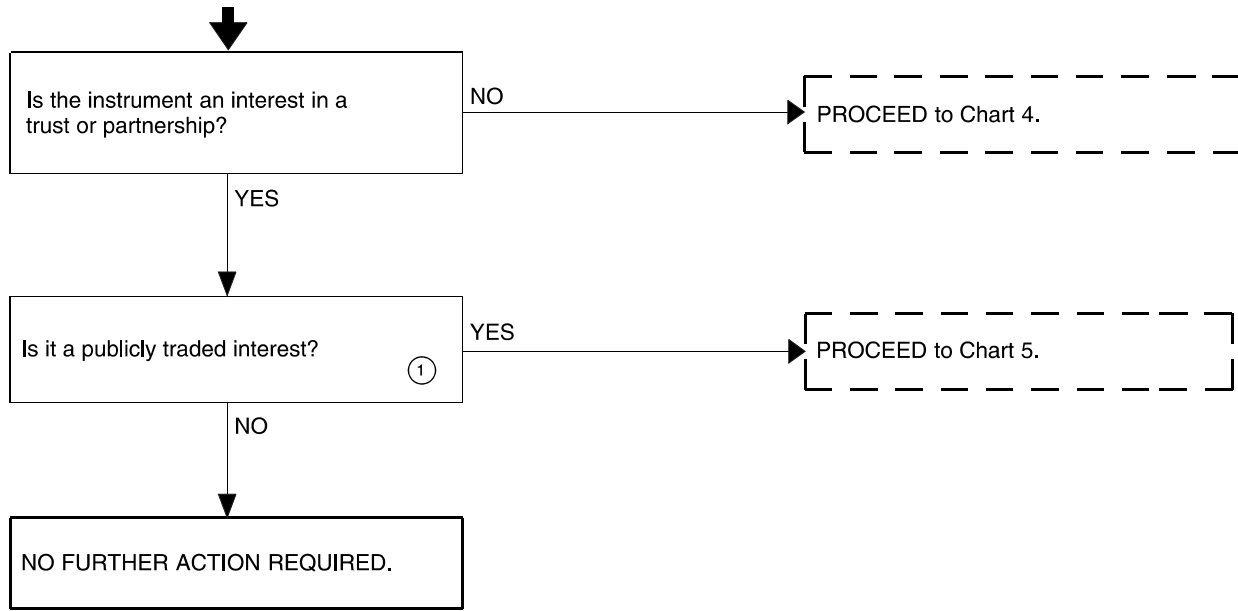 Is the instrument an interest in a
trust or partnership?
NO
PROCEED to Chart 4.
YES
Is it a publicly traded interest?
1
YES
PROCEED to Chart 5.
NO
NO FURTHER ACTION REQUIRED.